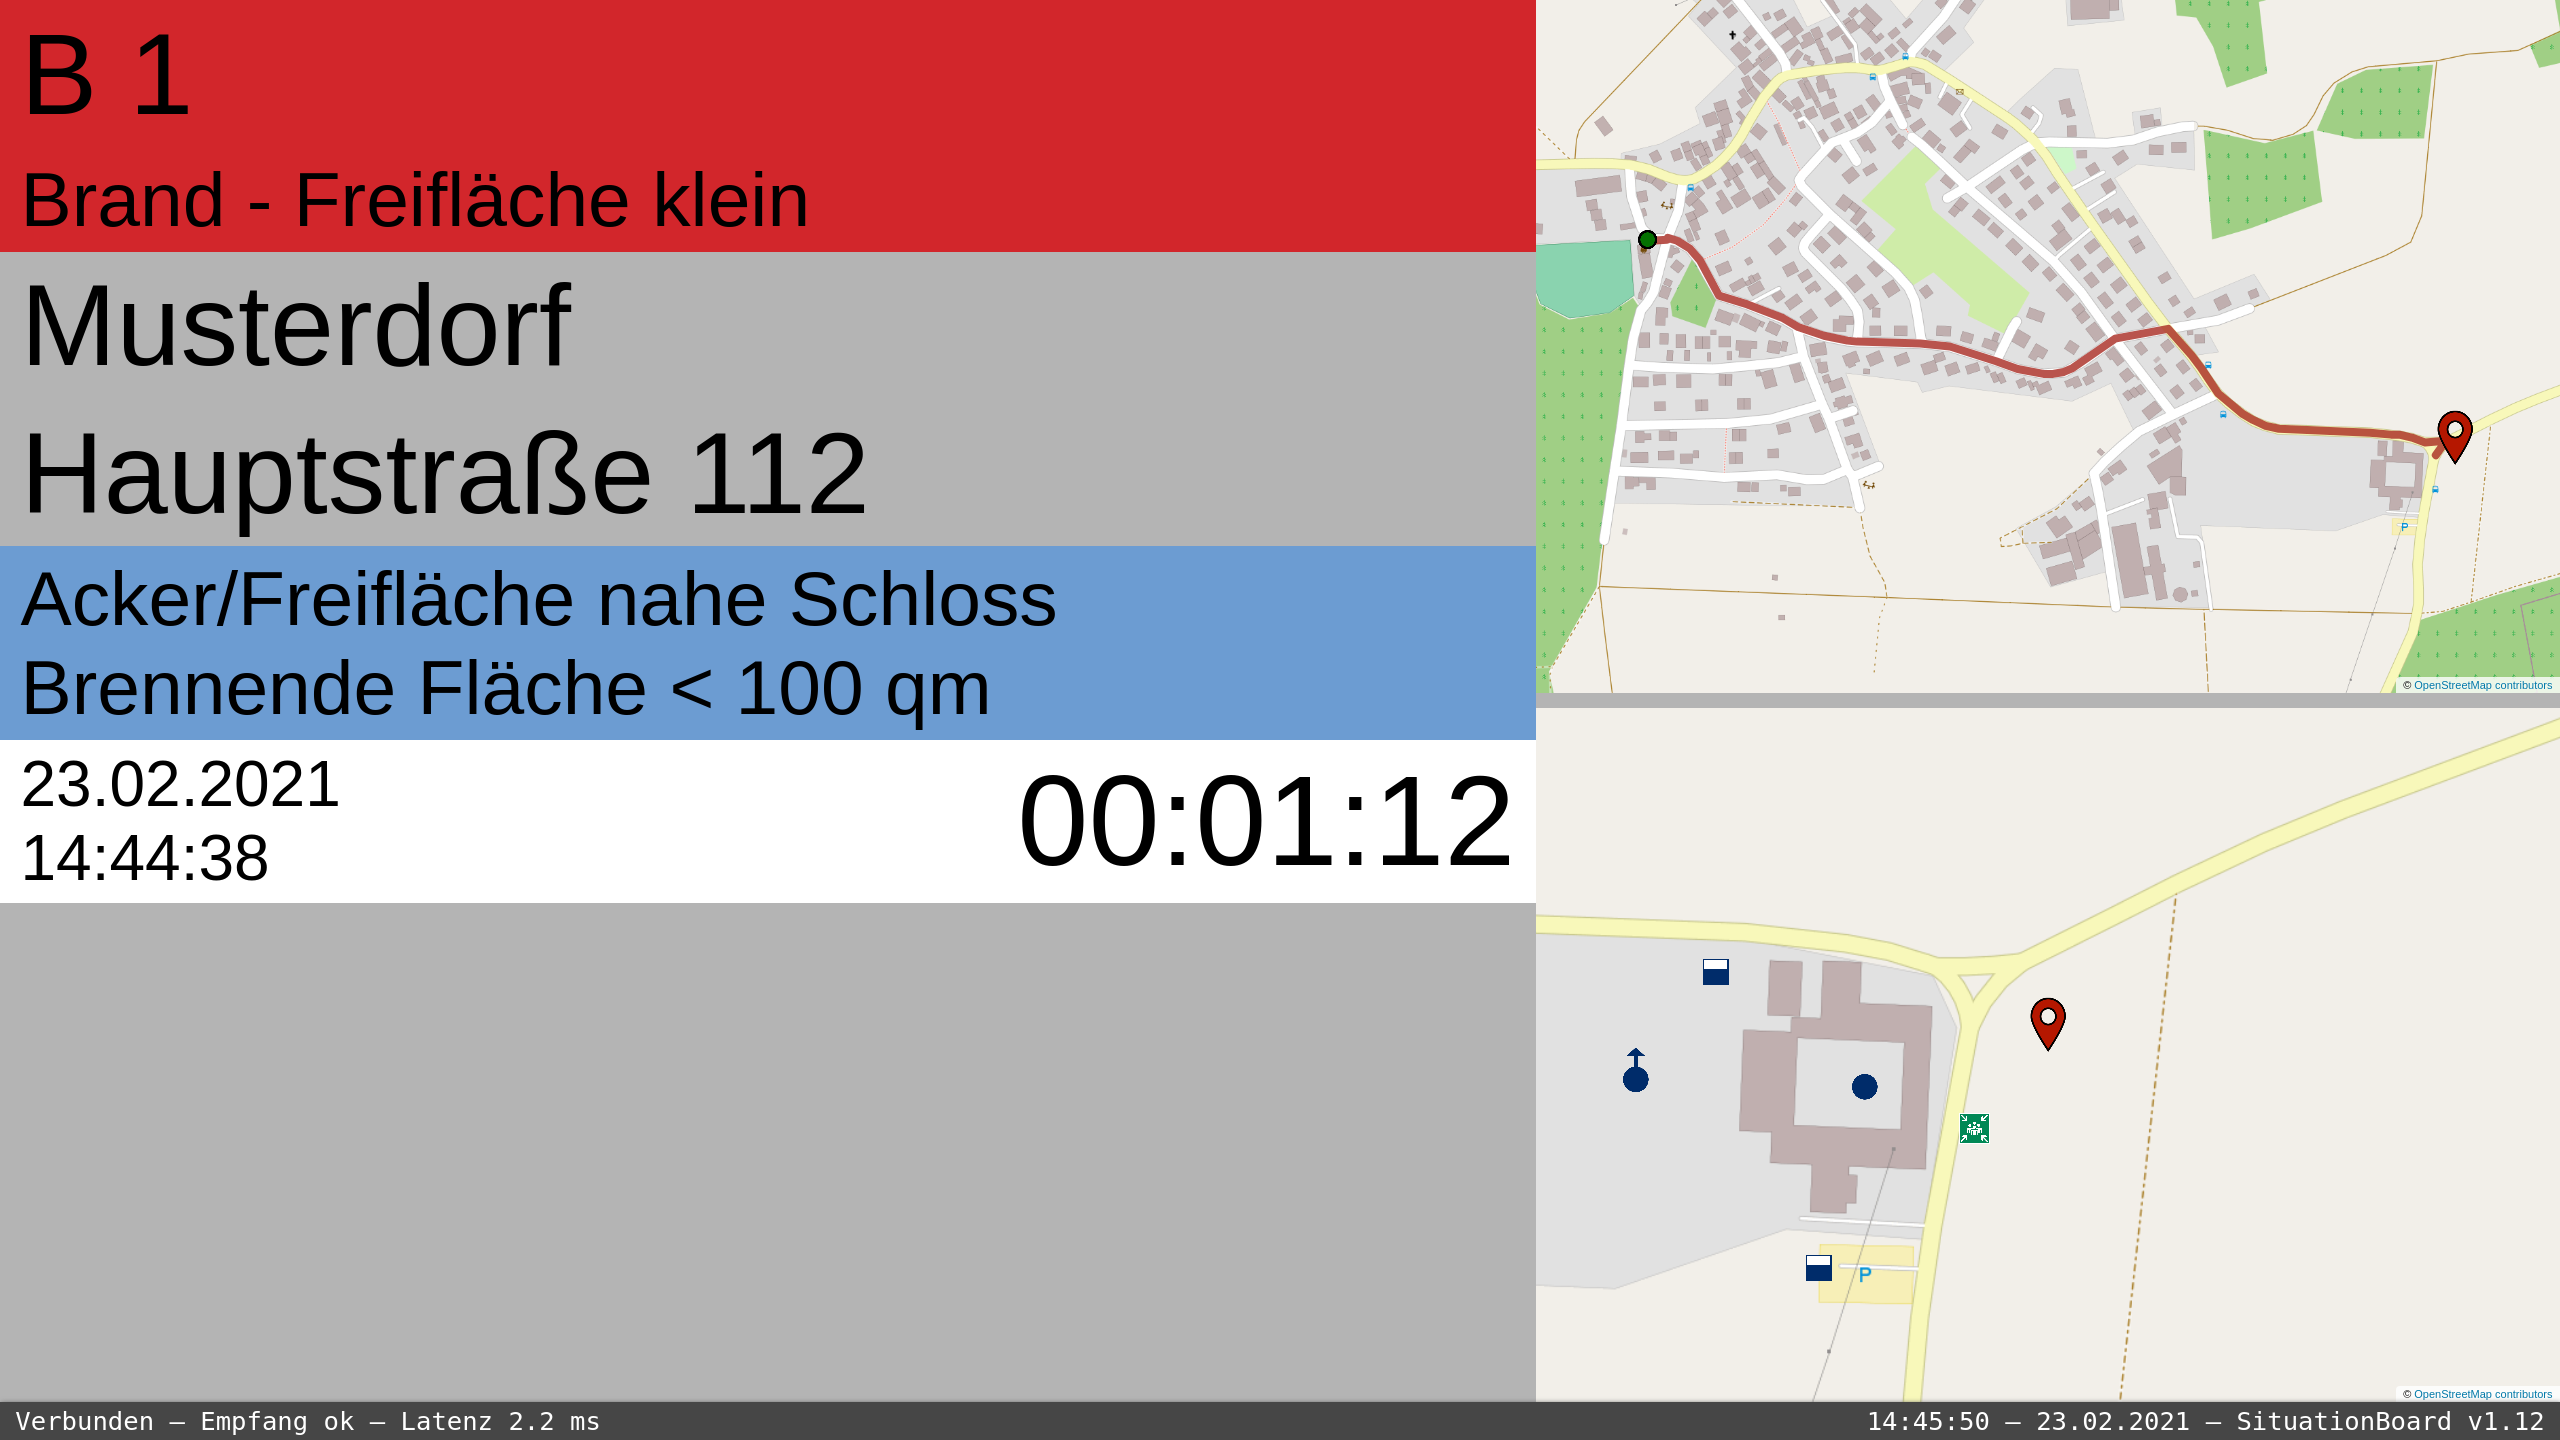 B 1
Brand - Freifläche klein
Musterdorf
Hauptstraße 112
Acker/Freifläche nahe Schloss
Brennende Fläche < 100 qm
23.02.2021
14:44:38
00:01:12
P
© OpenStreetMap contributors
P
© OpenStreetMap contributors
Verbunden – Empfang ok – Latenz 2.2 ms
14:45:50 – 23.02.2021 – SituationBoard v1.12